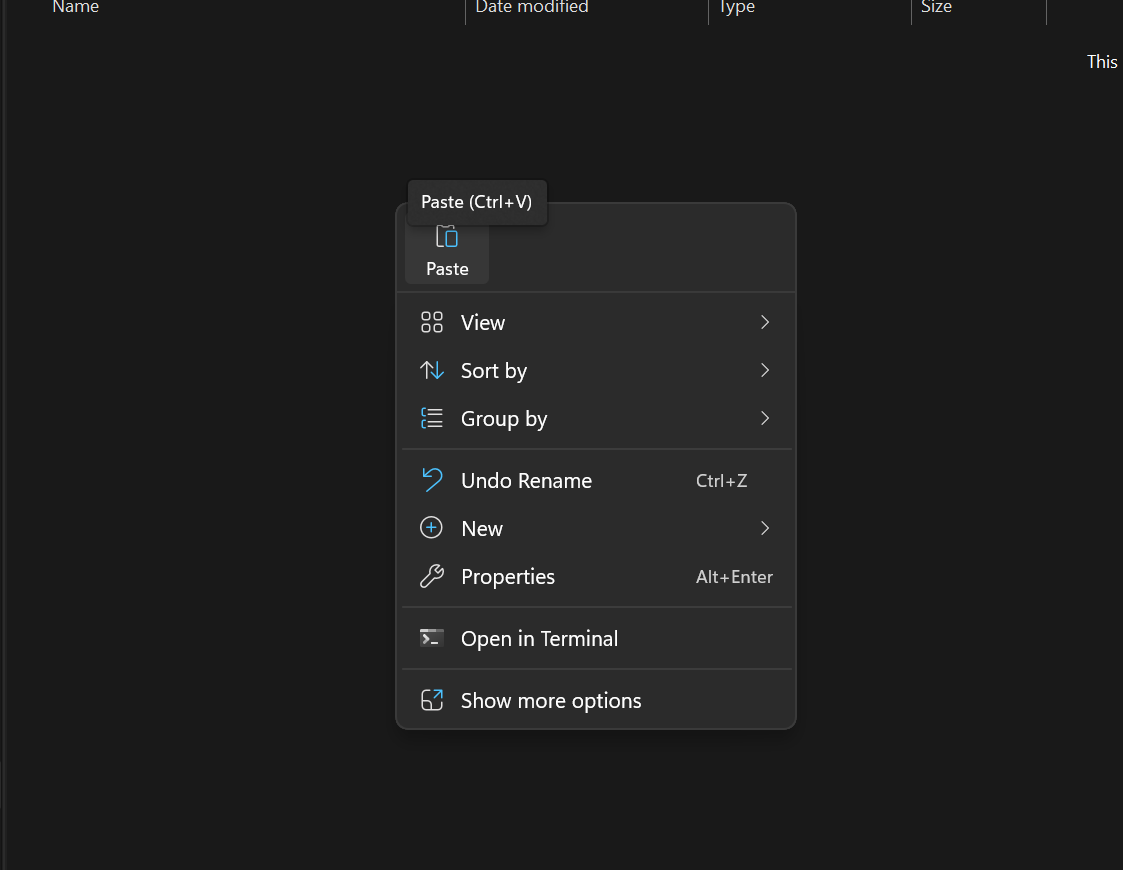 Name Date modified Type Size
This
Paste (Ctrl+V)
Paste
View
Sort by
Group by
Undo Rename Ctrl+Z
New
Properties Alt+Enter
Open in Terminal
Show more options